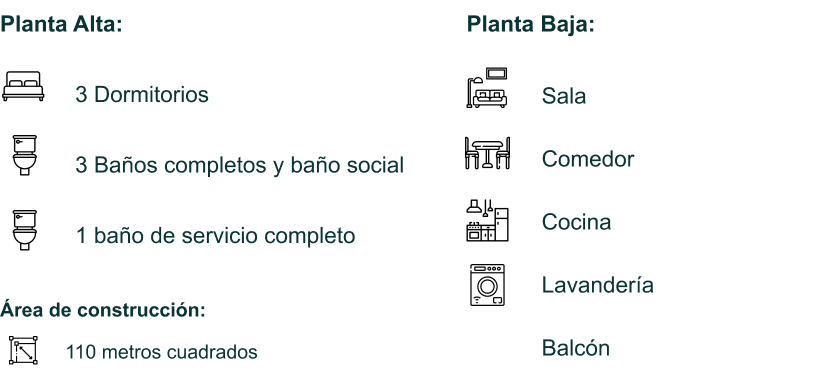 Planta Alta:
3 Dormitorios
3 Baños completos y baño social
1 baño de servicio completo
Área de construcción:
110 metros cuadrados
Planta Baja:
Sala
Comedor
Cocina
Lavandería
Balcón